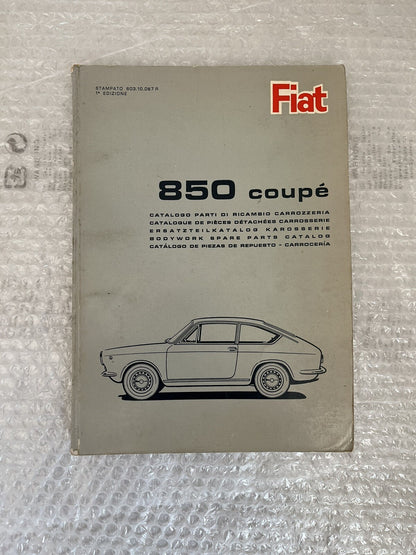 STAMPATO 603.10.067 R
1ª EDIZIONE
Fiat
850 coupé
CATALOGO PARTI DI RICAMBIO CARROZZERIA
CATALOGUE DE PIÈCES DÉTACHÉES CARROSSERIE
ERSATZTEILKATALOG KAROSSERIE
BODYWORK SPARE PARTS CATALOG
CATÁLOGO DE PIEZAS DE REPUESTO - CARROCERÍA